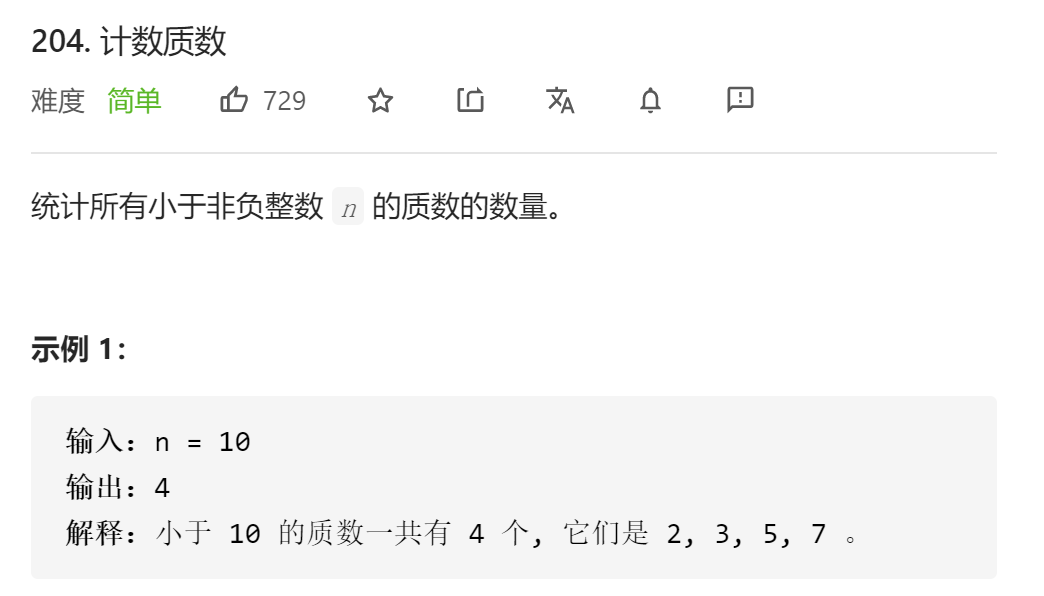 204. 计数质数
难度 简单 729
统计所有小于非负整数 n 的质数的数量。
示例 1：
输入：n = 10
输出：4
解释：小于 10 的质数一共有 4 个, 它们是 2, 3, 5, 7 。